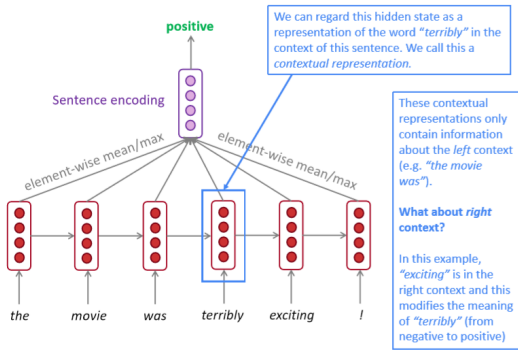 positive
We can regard this hidden state as a
representation of the word "terribly" in the
context of this sentence. We call this a
contextual representation.
Sentence encoding
element-wise mean/max
element-wise mean/max
These contextual
representations only
contain information
about the left context
(e.g. "the movie
was").
What about right
context?
In this example,
"exciting" is in the
right context and this
modifies the meaning
of "terribly" (from
negative to positive)
the movie was terribly exciting !